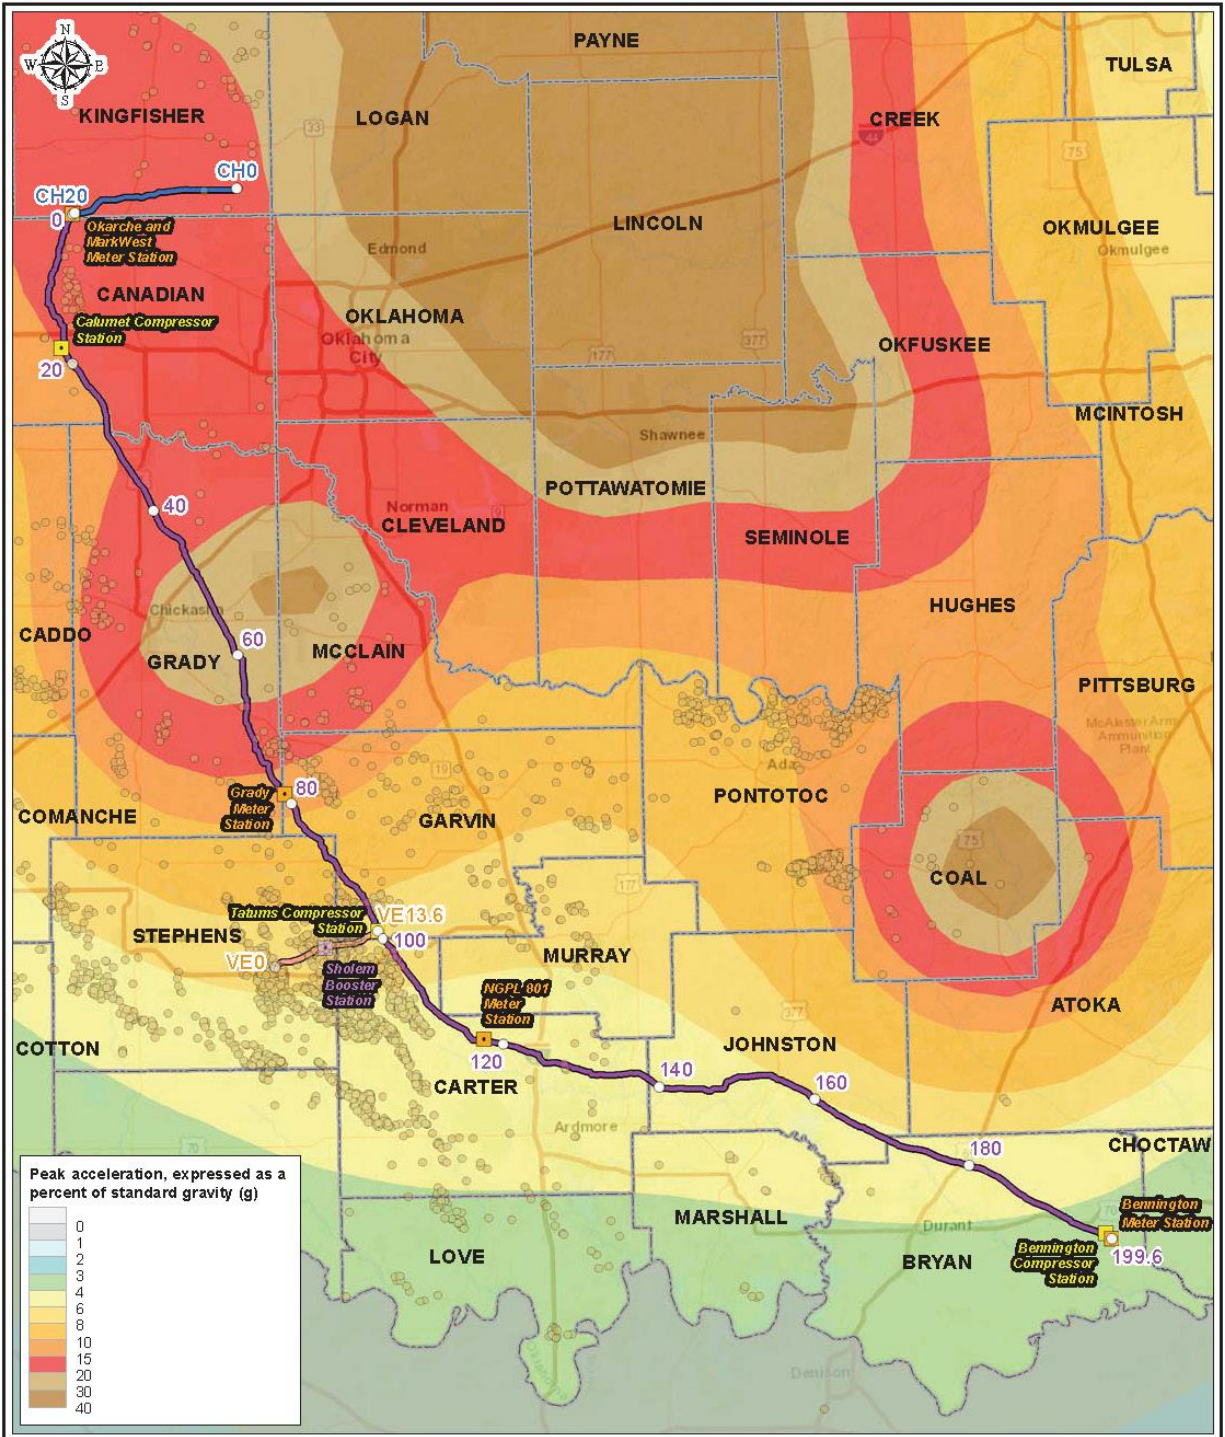 N
W E
S
PAYNE
TULSA
KINGFISHER
LOGAN
CREEK
33
44
75
CH0
CH20
0
Okarche and
MarkWest
Meter Station
LINCOLN
OKMULGEE
Okmulgee
Edmond
CANADIAN
OKLAHOMA
Oklahoma
City
Calumet Compressor
Station
20
177
377
OKFUSKEE
MCINTOSH
Shawnee
POTTAWATOMIE
40
Norman
9
CLEVELAND
SEMINOLE
Chickasha
HUGHES
CADDO
60
GRADY
MCCLAIN
PITTSBURG
McAlester Army
Ammunition
Plant
19
Ada
80
Grady
Meter
Station
COMANCHE
GARVIN
PONTOTOC
75
COAL
177
Tatums Compressor
Station
VE13.6
STEPHENS
100
VE0
Sholem
Booster
Station
MURRAY
NGPL 801
Meter
Station
377
ATOKA
COTTON
JOHNSTON
120
CARTER
140
160
Ardmore
70
180
CHOCTAW
Peak acceleration, expressed as a
percent of standard gravity (g)
0
1
2
3
4
6
8
10
15
20
30
40
MARSHALL
LOVE
Durant
BRYAN
70
Bennington
Meter Station
Bennington
Compressor
Station
199.6
Denison